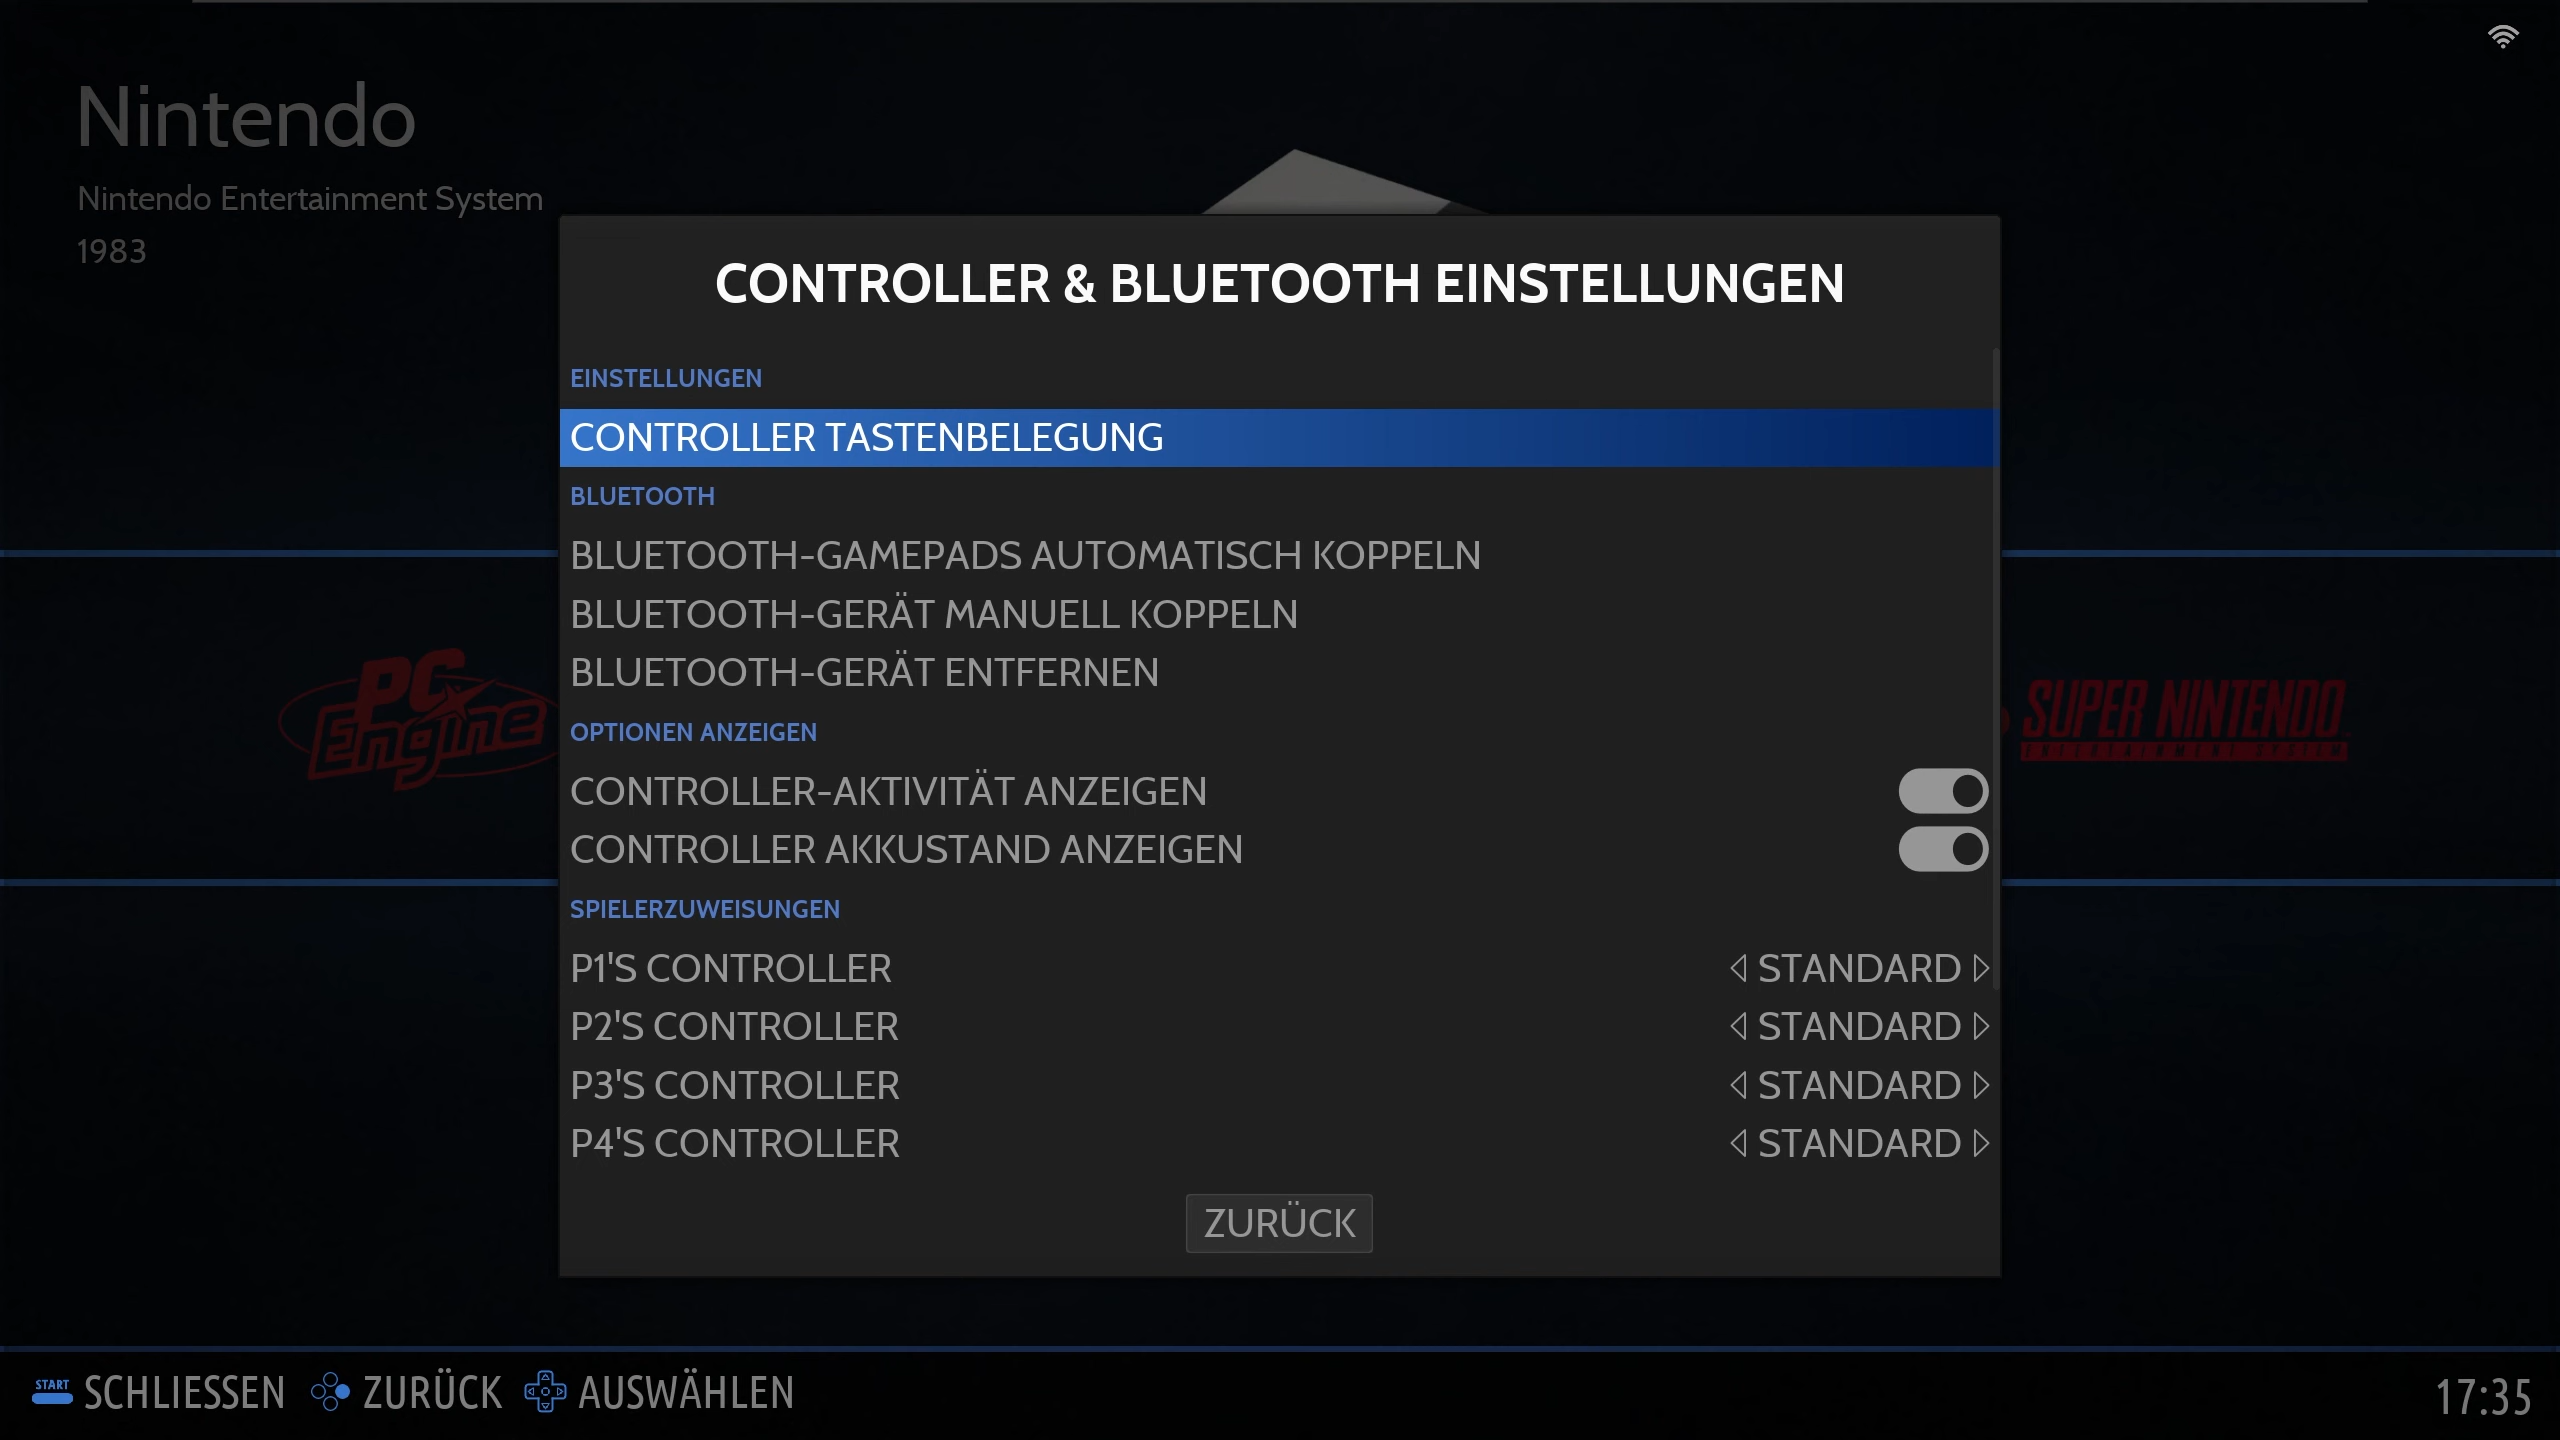 Nintendo
Nintendo Entertainment System
1983
CONTROLLER & BLUETOOTH EINSTELLUNGEN
EINSTELLUNGEN
CONTROLLER TASTENBELEGUNG
BLUETOOTH
BLUETOOTH-GAMEPADS AUTOMATISCH KOPPELN
BLUETOOTH-GERÄT MANUELL KOPPELN
BLUETOOTH-GERÄT ENTFERNEN
OPTIONEN ANZEIGEN
CONTROLLER-AKTIVITÄT ANZEIGEN
CONTROLLER AKKUSTAND ANZEIGEN
SPIELERZUWEISUNGEN
P1'S CONTROLLER STANDARD
P2'S CONTROLLER STANDARD
P3'S CONTROLLER STANDARD
P4'S CONTROLLER STANDARD
ZURÜCK
PC
Engine
SUPER NINTENDO
ENTERTAINMENT SYSTEM
START SCHLIESSEN ZURÜCK AUSWÄHLEN 17:35